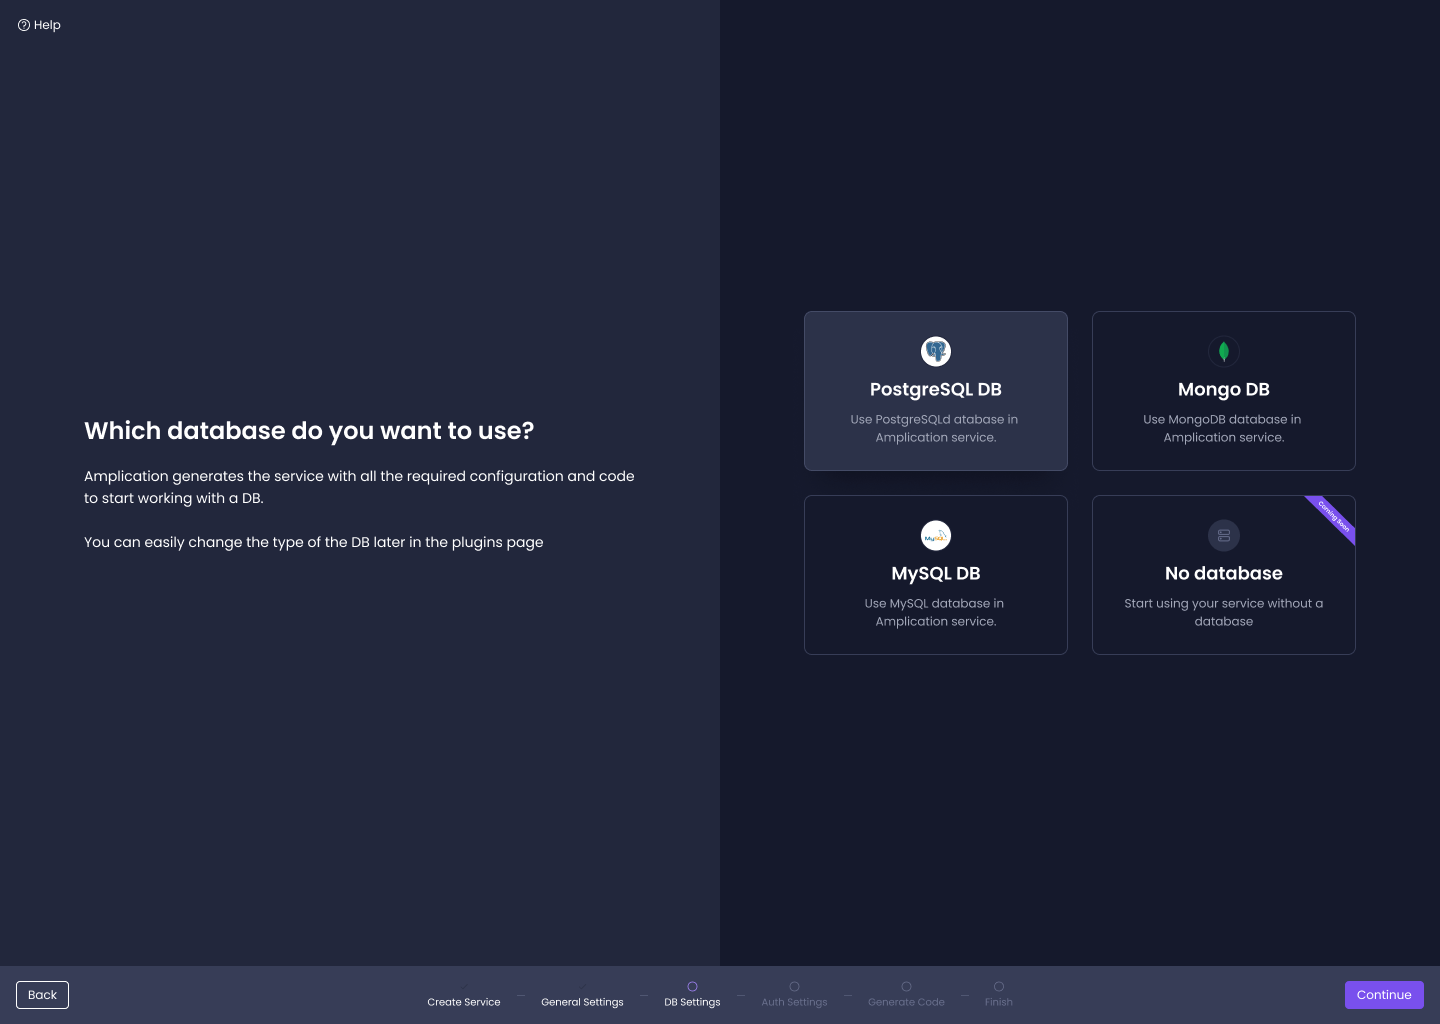 Help
Which database do you want to use?
Amplication generates the service with all the required configuration and code
to start working with a DB.
You can easily change the type of the DB later in the plugins page
PostgreSQL DB
Use PostgreSQLd atabase in
Amplication service.
Mongo DB
Use MongoDB database in
Amplication service.
MySQL
MySQL DB
Use MySQL database in
Amplication service.
Coming Soon
No database
Start using your service without a
database
Back
Create Service
General Settings
DB Settings
Auth Settings
Generate Code
Finish
Continue